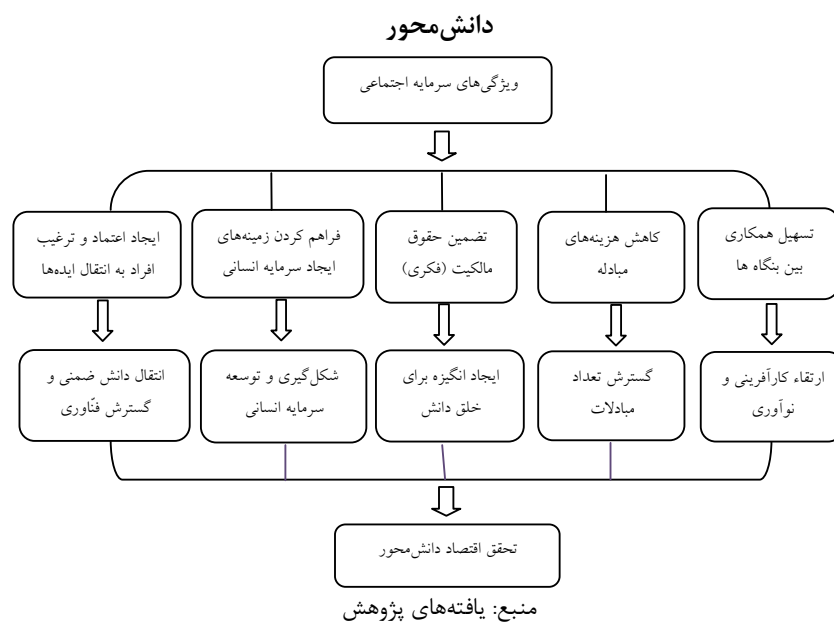 دانش‌محور
ویژگی‌های سرمایه اجتماعی
تسهیل همکاری
بین بنگاه ها
کاهش هزینه‌های
مبادله
تضمین حقوق
مالکیت (فکری)
فراهم کردن زمینه‌های
ایجاد سرمایه انسانی
ایجاد اعتماد و ترغیب
افراد به انتقال ایده‌ها
ارتقاء کارآفرینی و
نوآوری
گسترش تعداد
مبادلات
ایجاد انگیزه برای
خلق دانش
شکل‌گیری و توسعه
سرمایه انسانی
انتقال دانش ضمنی و
گسترش فنّاوری
تحقق اقتصاد دانش‌محور
منبع: یافته‌های پژوهش